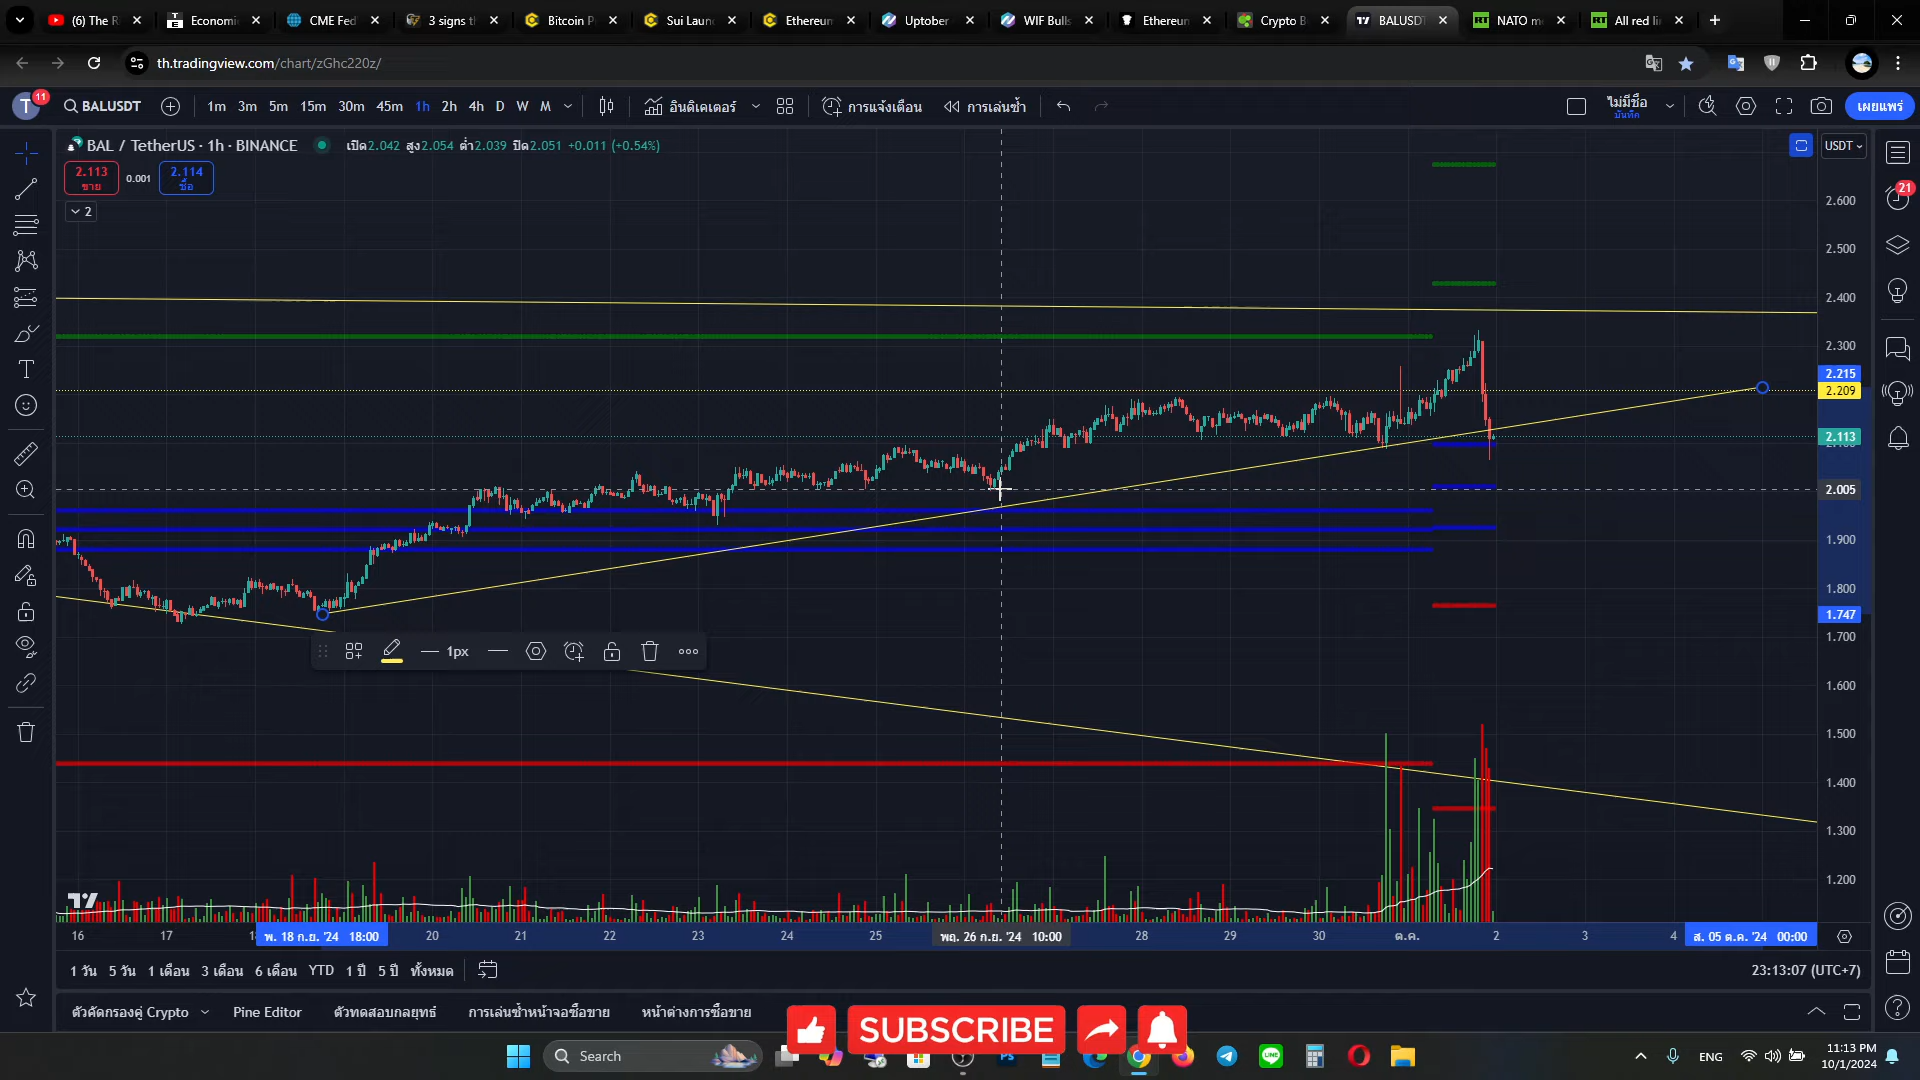 (6) The R
Economic
CME Fed
3 signs t
Bitcoin P
Sui Laun
Ethereum
Uptober
WIF Bulls
Ethereum
Crypto B
BALUSDT
NATO m
All red li
th.tradingview.com/chart/zGhc220z/
T
11
BALUSDT
1m 3m 5m 15m 30m 45m 1h 2h 4h D W M
อินดิเคเตอร์
การแจ้งเตือน
การเล่นซ้ำ
ไม่มีชื่อ
บันทึก
เผยแพร่
BAL / TetherUS · 1h · BINANCE
เปิด2.042 สูง2.054 ต่ำ2.039 ปิด2.051 +0.011 (+0.54%)
USDT
2.113
ขาย
0.001
2.114
ซื้อ
2
21
2.600
2.500
2.400
2.300
2.215
2.209
2.113
2.005
1.900
1.800
1.747
1.700
1.600
1.500
1.400
1.300
1.200
1px
16 17 พ. 18 ก.ย. '24 18:00 20 21 22 23 24 25 พฤ. 26 ก.ย. '24 10:00 28 29 30 ต.ค. 2 3 4 ส. 05 ต.ค. '24 00:00
1 วัน 5 วัน 1 เดือน 3 เดือน 6 เดือน YTD 1 ปี 5 ปี ทั้งหมด
23:13:07 (UTC+7)
ตัวคัดกรองคู่ Crypto
Pine Editor
ตัวทดสอบกลยุทธ์
การเล่นซ้ำหน้าจอซื้อขาย
หน้าต่างการซื้อขาย
SUBSCRIBE
Search
ENG
11:13 PM
10/1/2024